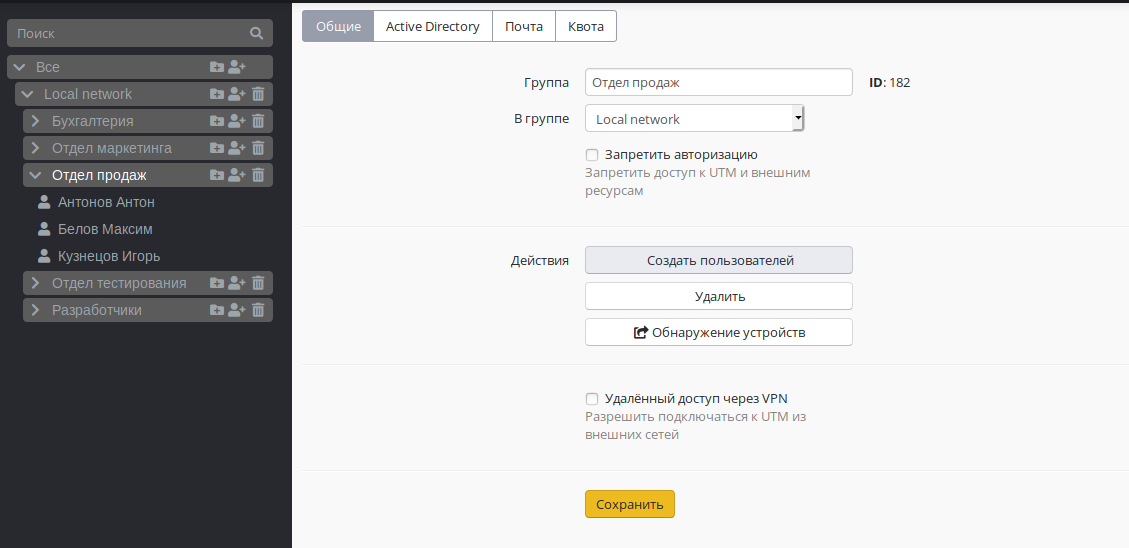 Поиск
Все
Local network
Бухгалтерия
Отдел маркетинга
Отдел продаж
Антонов Антон
Белов Максим
Кузнецов Игорь
Отдел тестирования
Разработчики
Общие
Active Directory
Почта
Квота
Группа
Отдел продаж
ID: 182
В группе
Local network
Запретить авторизацию
Запретить доступ к UTM и внешним
ресурсам
Действия
Создать пользователей
Удалить
Обнаружение устройств
Удалённый доступ через VPN
Разрешить подключаться к UTM из
внешних сетей
Сохранить